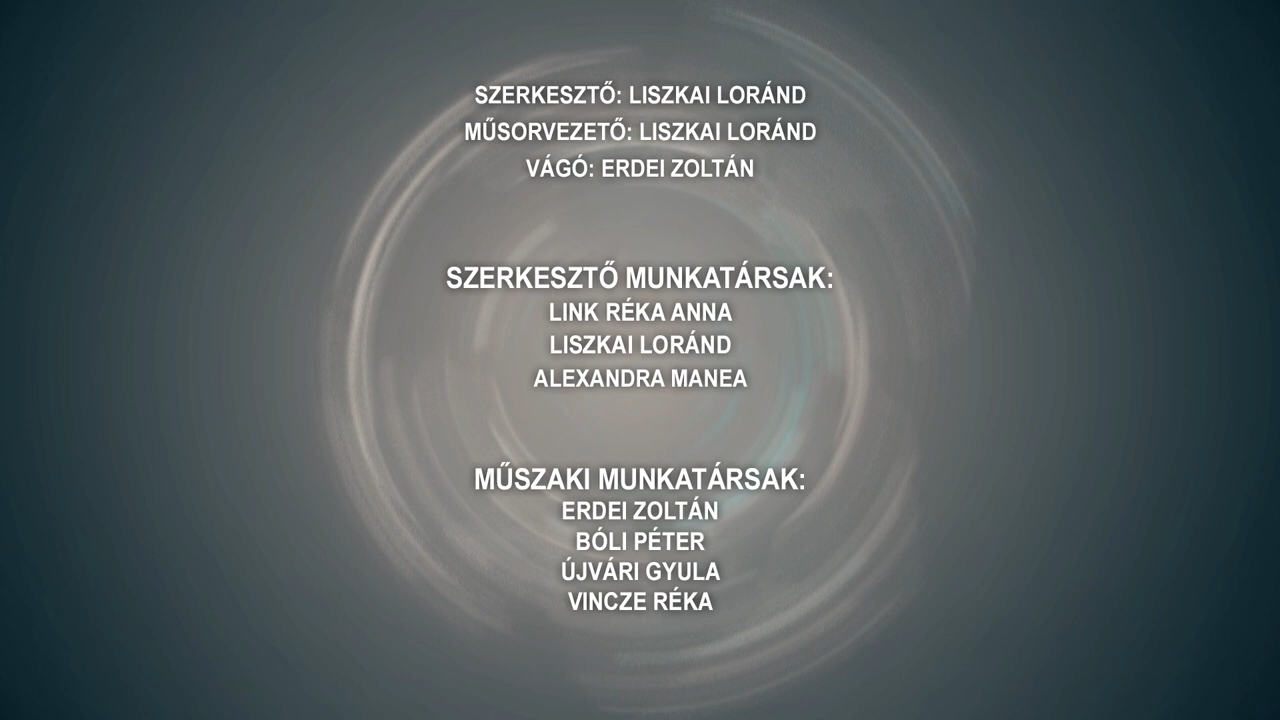 SZERKESZTŐ: LISZKAI LORÁND
MŰSORVEZETŐ: LISZKAI LORÁND
VÁGÓ: ERDEI ZOLTÁN
SZERKESZTŐ MUNKATÁRSAK:
LINK RÉKA ANNA
LISZKAI LORÁND
ALEXANDRA MANEA
MŰSZAKI MUNKATÁRSAK:
ERDEI ZOLTÁN
BÓLI PÉTER
ÚJVÁRI GYULA
VINCZE RÉKA